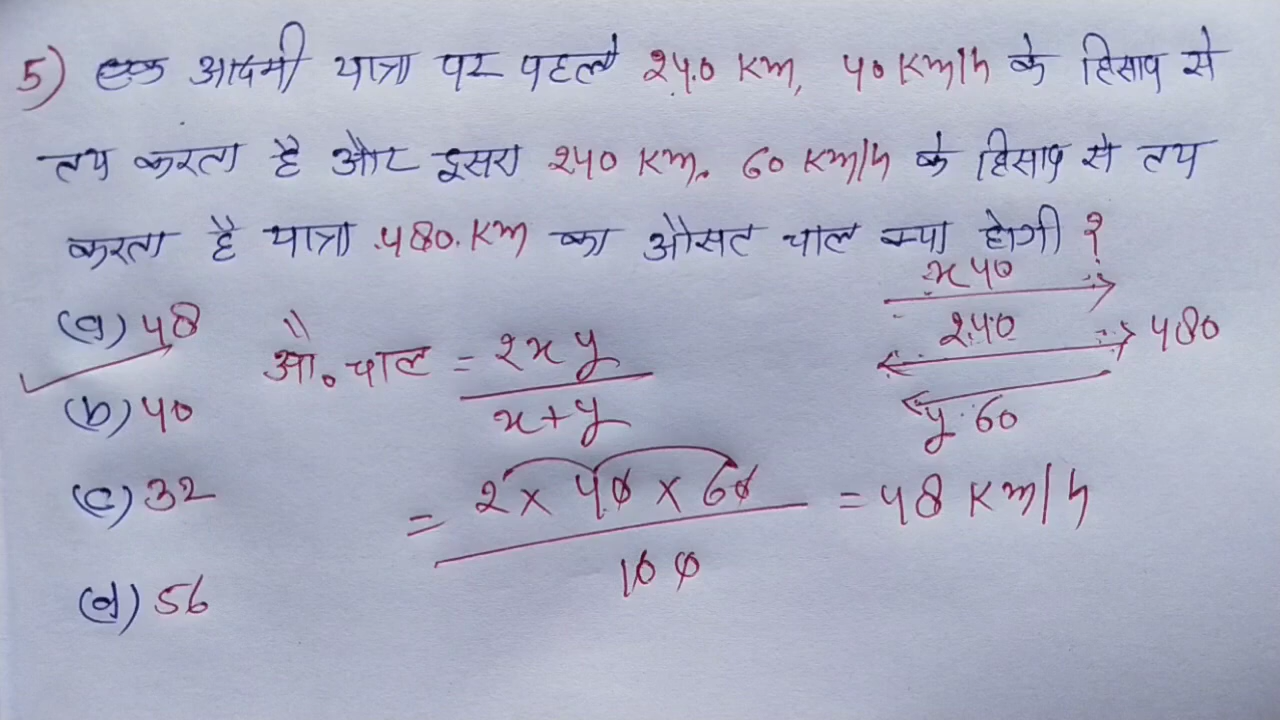 5) एक आदमी यात्रा पर पहले 240 KM, 40 KM/h के हिसाब से
तय करता है और दूसरा 240 KM. 60 KM/h के हिसाब से तय
करता है यात्रा 480 KM का औसत चाल क्या होगी ?
(a) 48
(b) 40
(c) 32
(d) 56
औ. चाल = 2xy / x+y
= 2 × 40 × 60 / 100 = 48 KM/h
x 40
240 480
y 60